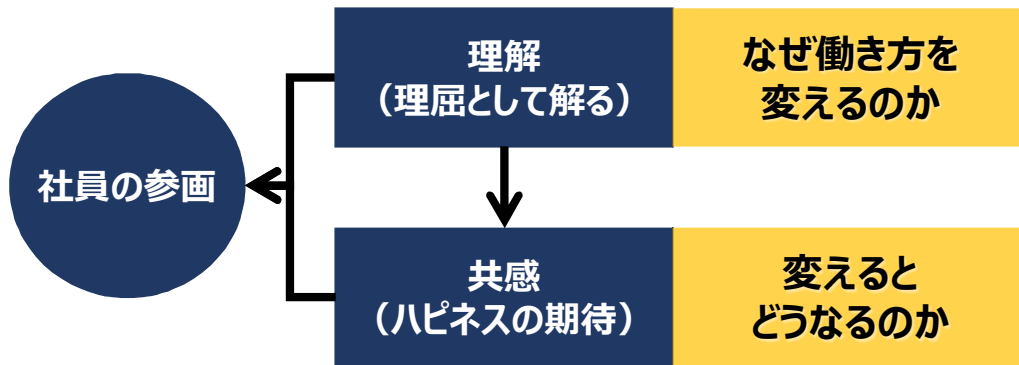 理解
（理屈として解る）
なぜ働き方を
変えるのか
社員の参画
共感
（ハピネスの期待）
変えると
どうなるのか